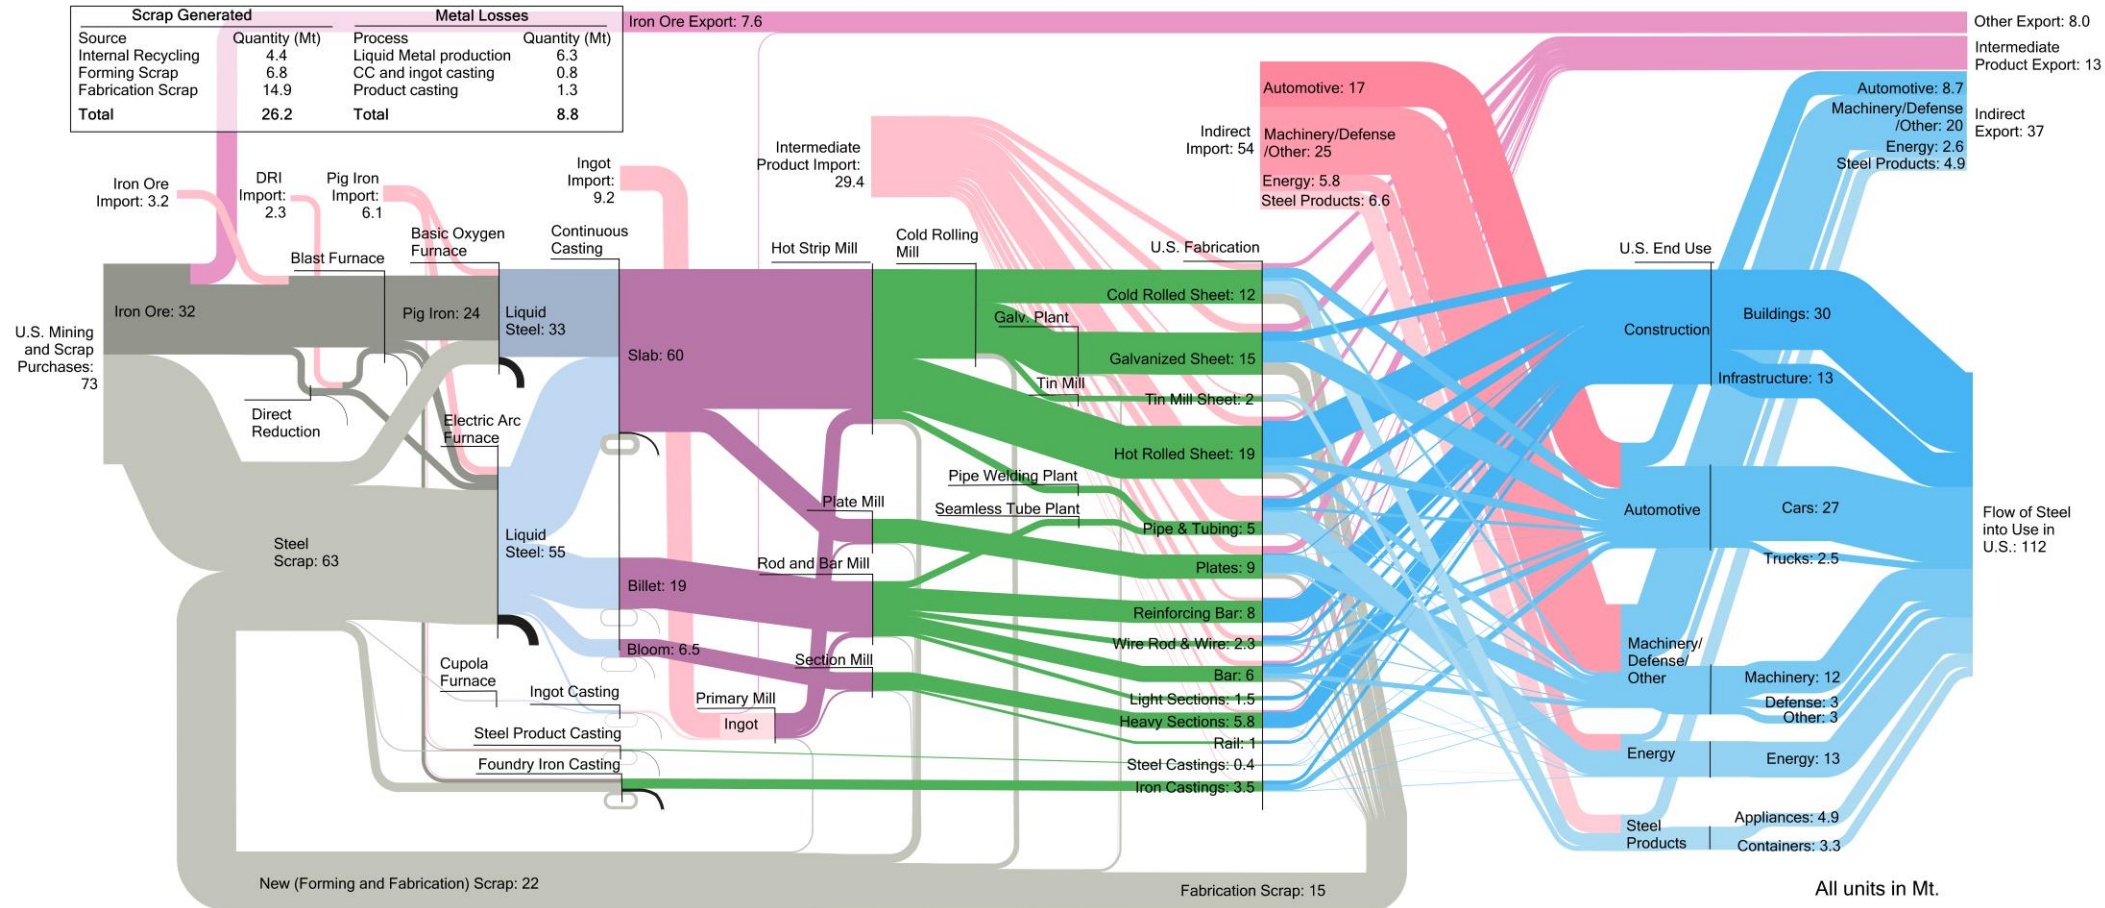 Scrap Generated
Metal Losses
Source Quantity (Mt) Process Quantity (Mt)
Internal Recycling 4.4 Liquid Metal production 6.3
Forming Scrap 6.8 CC and ingot casting 0.8
Fabrication Scrap 14.9 Product casting 1.3
Total 26.2 Total 8.8
Iron Ore Export: 7.6
Other Export: 8.0
Intermediate
Product Export: 13
Automotive: 17
Machinery/Defense
/Other: 25
Energy: 5.8
Steel Products: 6.6
Indirect
Import: 54
Automotive: 8.7
Machinery/Defense
/Other: 20
Energy: 2.6
Steel Products: 4.9
Indirect
Export: 37
Iron Ore
Import: 3.2
DRI
Import:
2.3
Pig Iron
Import:
6.1
Ingot
Import:
9.2
Intermediate
Product Import:
29.4
Blast Furnace
Basic Oxygen
Furnace
Continuous
Casting
Hot Strip Mill
Cold Rolling
Mill
U.S. Fabrication
U.S. End Use
U.S. Mining
and Scrap
Purchases:
73
Iron Ore: 32
Pig Iron: 24
Liquid
Steel: 33
Slab: 60
Direct
Reduction
Electric Arc
Furnace
Steel
Scrap: 63
Liquid
Steel: 55
Billet: 19
Bloom: 6.5
Cupola
Furnace
Ingot Casting
Steel Product Casting
Foundry Iron Casting
Primary Mill
Ingot
Plate Mill
Rod and Bar Mill
Section Mill
Galv. Plant
Tin Mill
Pipe Welding Plant
Seamless Tube Plant
Cold Rolled Sheet: 12
Galvanized Sheet: 15
Tin Mill Sheet: 2
Hot Rolled Sheet: 19
Pipe & Tubing: 5
Plates: 9
Reinforcing Bar: 8
Wire Rod & Wire: 2.3
Bar: 6
Light Sections: 1.5
Heavy Sections: 5.8
Rail: 1
Steel Castings: 0.4
Iron Castings: 3.5
Construction
Buildings: 30
Infrastructure: 13
Automotive
Cars: 27
Trucks: 2.5
Machinery/
Defense/
Other
Machinery: 12
Defense: 3
Other: 3
Energy
Energy: 13
Steel
Products
Appliances: 4.9
Containers: 3.3
Flow of Steel
into Use in
U.S.: 112
New (Forming and Fabrication) Scrap: 22
Fabrication Scrap: 15
All units in Mt.